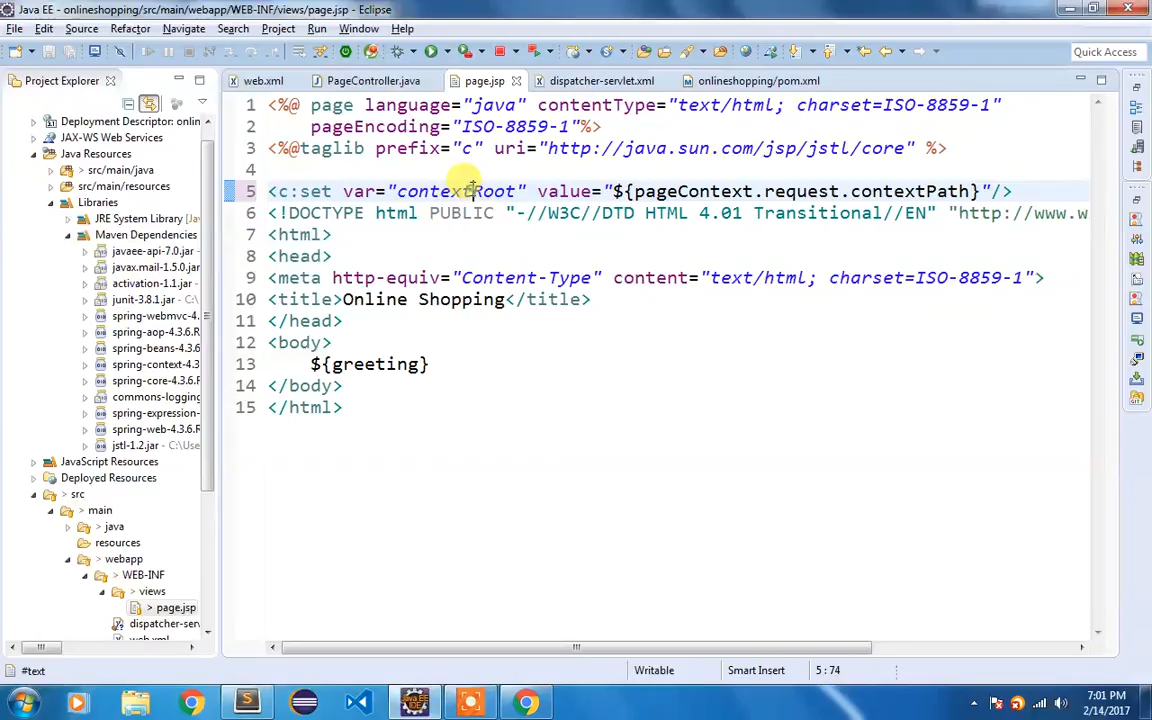 Java EE - onlineshopping/src/main/webapp/WEB-INF/views/page.jsp - Eclipse
File Edit Source Refactor Navigate Search Project Run Window Help
Quick Access
Project Explorer
web.xml PageController.java page.jsp dispatcher-servlet.xml onlineshopping/pom.xml
Deployment Descriptor: onlin
JAX-WS Web Services
Java Resources
> src/main/java
src/main/resources
Libraries
JRE System Library [
Maven Dependencies
javaee-api-7.0.jar
javax.mail-1.5.0.jar
activation-1.1.jar
junit-3.8.1.jar - C:\
spring-webmvc-4.
spring-aop-4.3.6.R
spring-beans-4.3.6
spring-context-4.3
spring-core-4.3.6.R
commons-logging
spring-expression-
spring-web-4.3.6.R
jstl-1.2.jar - C:\Use
JavaScript Resources
Deployed Resources
> src
> main
> java
resources
> webapp
> WEB-INF
> views
> page.jsp
dispatcher-serv
web.xml
1 <%@ page language="java" contentType="text/html; charset=ISO-8859-1"
2 pageEncoding="ISO-8859-1"%>
3 <%@taglib prefix="c" uri="http://java.sun.com/jsp/jstl/core" %>
4
5 <c:set var="contextRoot" value="${pageContext.request.contextPath}"/>
6 <!DOCTYPE html PUBLIC "-//W3C//DTD HTML 4.01 Transitional//EN" "http://www.w
7 <html>
8 <head>
9 <meta http-equiv="Content-Type" content="text/html; charset=ISO-8859-1">
10 <title>Online Shopping</title>
11 </head>
12 <body>
13 ${greeting}
14 </body>
15 </html>
#text
Writable Smart Insert 5 : 74
7:01 PM
2/14/2017